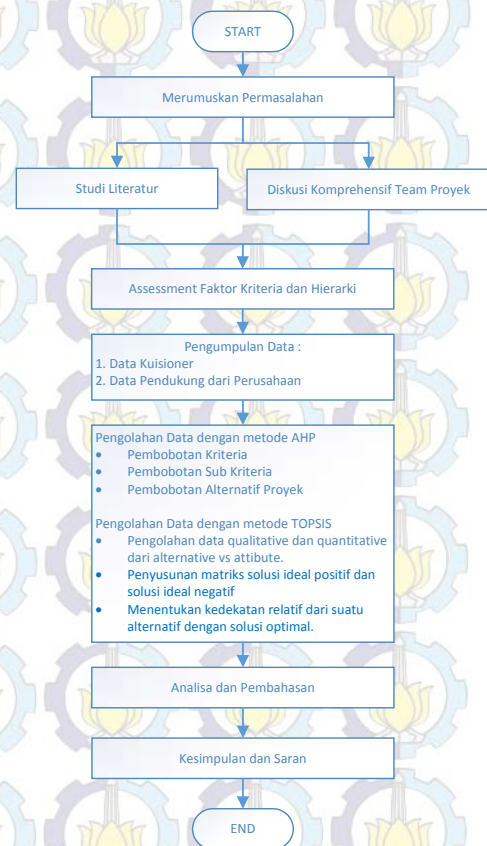 START
Merumuskan Permasalahan
Studi Literatur
Diskusi Komprehensif Team Proyek
Assessment Faktor Kriteria dan Hierarki
Pengumpulan Data :
1. Data Kuisioner
2. Data Pendukung dari Perusahaan
Pengolahan Data dengan metode AHP
• Pembobotan Kriteria
• Pembobotan Sub Kriteria
• Pembobotan Alternatif Proyek
Pengolahan Data dengan metode TOPSIS
• Pengolahan data qualitative dan quantitative
dari alternative vs attibute.
• Penyusunan matriks solusi ideal positif dan
solusi ideal negatif
• Menentukan kedekatan relatif dari suatu
alternatif dengan solusi optimal.
Analisa dan Pembahasan
Kesimpulan dan Saran
END